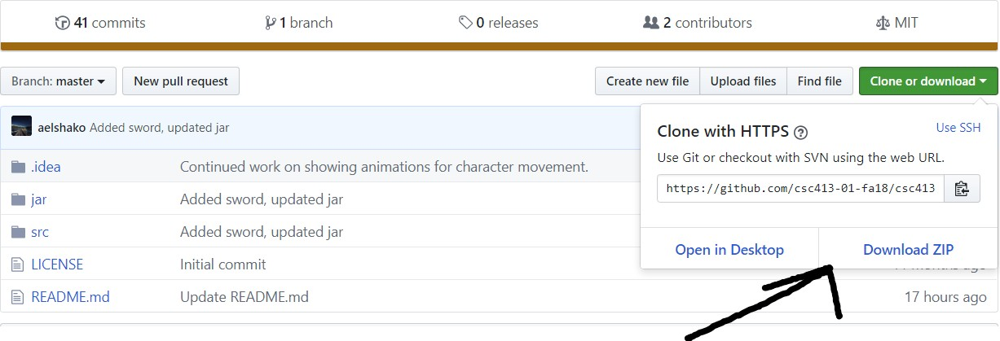 41 commits 1 branch 0 releases 2 contributors MIT
Branch: master New pull request Create new file Upload files Find file Clone or download
aelshako Added sword, updated jar
Clone with HTTPS Use SSH
Use Git or checkout with SVN using the web URL.
https://github.com/csc413-01-fa18/csc413
Open in Desktop Download ZIP
.idea Continued work on showing animations for character movement.
jar Added sword, updated jar
src Added sword, updated jar
LICENSE Initial commit ago
README.md Update README.md 17 hours ago